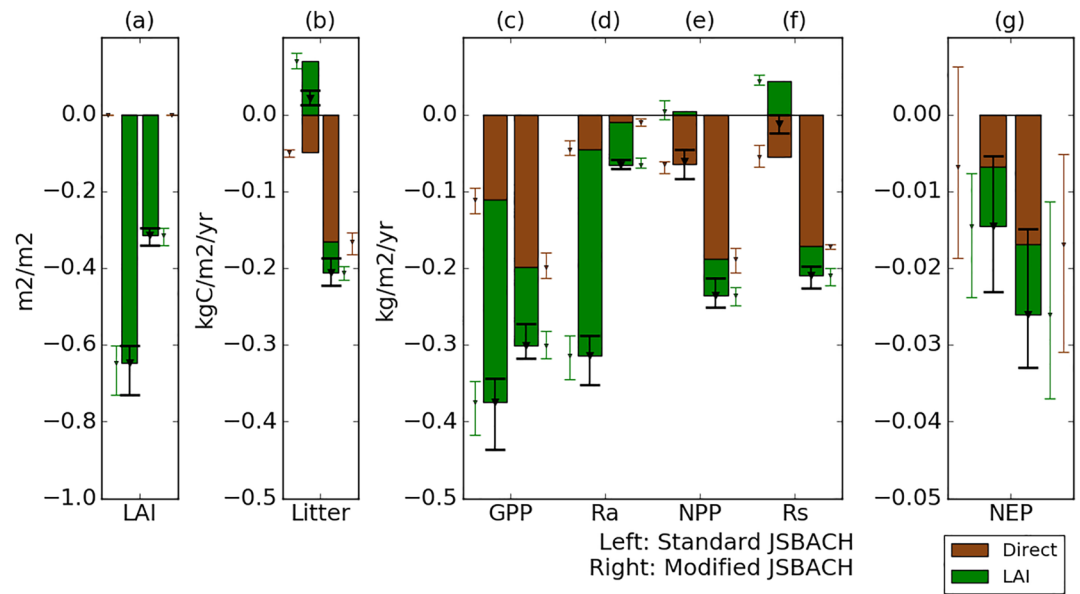 (a) (b) (c) (d) (e) (f) (g)
0.0
−0.2
−0.4
−0.6
−0.8
−1.0
m2/m2
LAI
0.0
−0.1
−0.2
−0.3
−0.4
−0.5
kgC/m2/yr
Litter
0.0
−0.1
−0.2
−0.3
−0.4
−0.5
kg/m2/yr
GPP Ra NPP Rs
0.00
−0.01
−0.02
−0.03
−0.04
−0.05
NEP
Left: Standard JSBACH
Right: Modified JSBACH
Direct
LAI